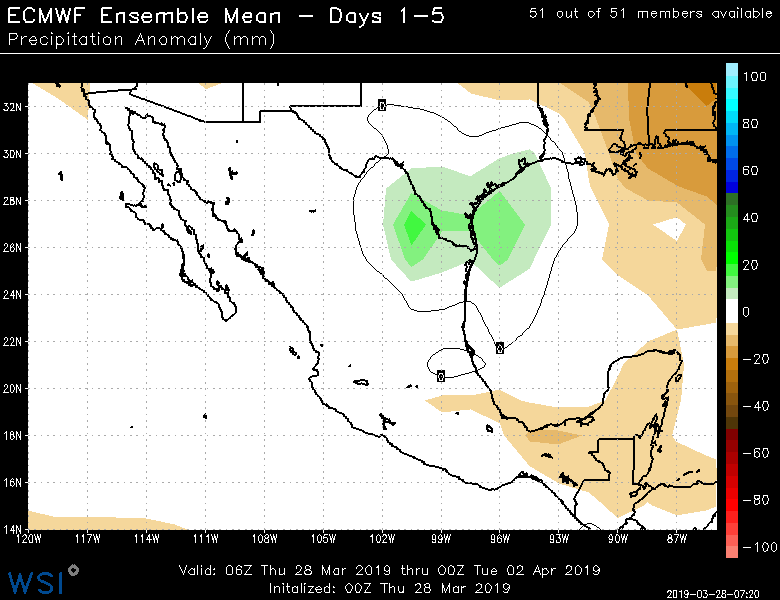 ECMWF Ensemble Mean – Days 1–5
51 out of 51 members available
Precipitation Anomaly (mm)
100
80
60
40
20
0
−20
−40
−60
−80
−100
32N
30N
28N
26N
24N
22N
20N
18N
16N
14N
0
0
0
120W 117W 114W 111W 108W 105W 102W 99W 96W 93W 90W 87W
Valid: 06Z Thu 28 Mar 2019 thru 00Z Tue 02 Apr 2019
Initalized: 00Z Thu 28 Mar 2019
WSI
2019-03-28-07:20